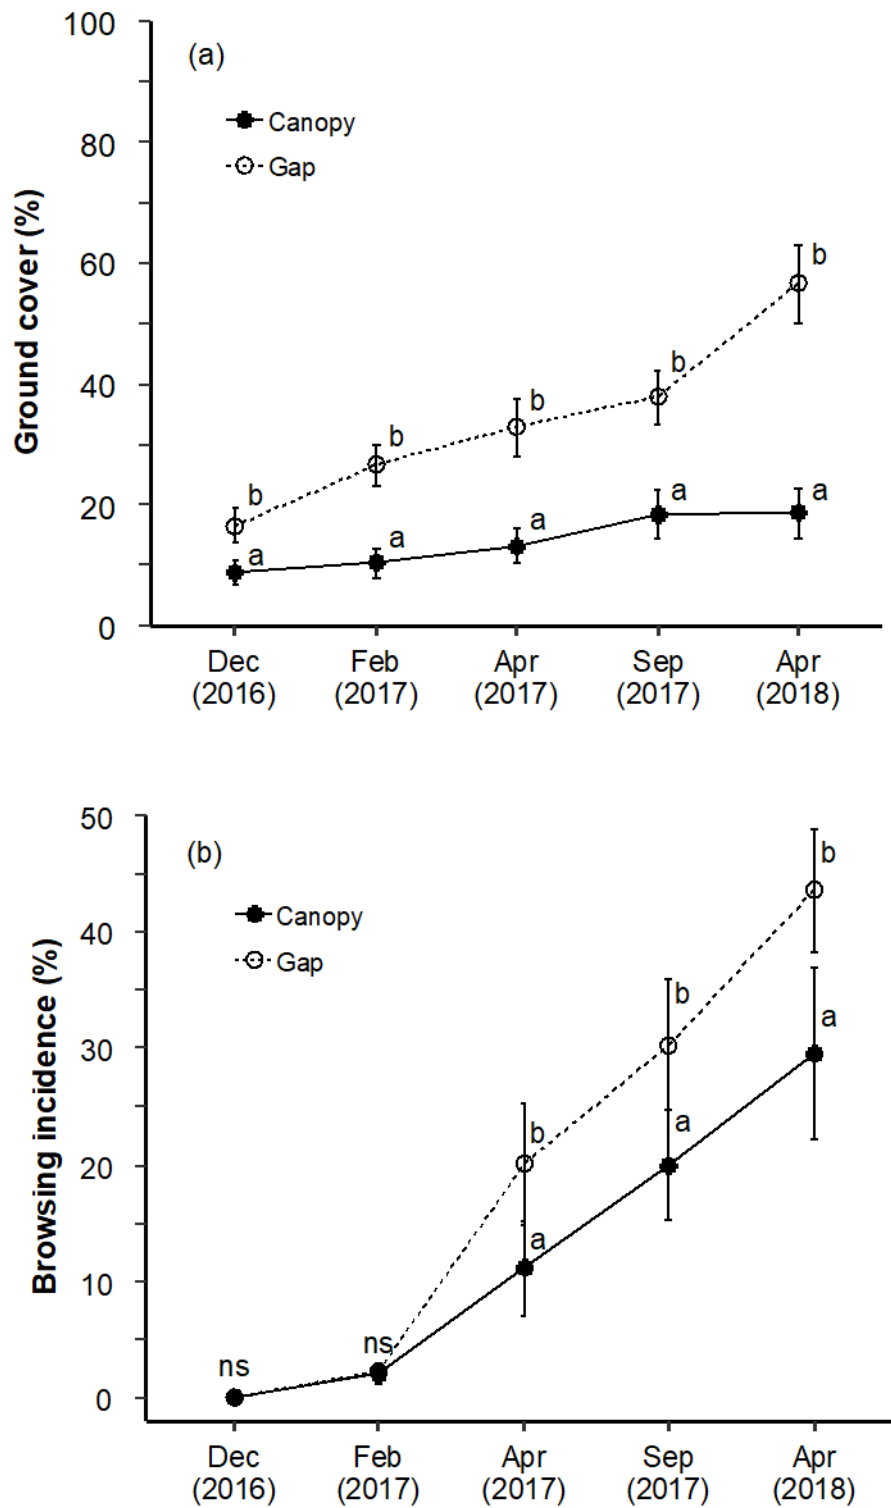 100
(a)
Canopy
80
Gap
60
b
Ground cover (%)
40
b
b
b
20
b
a
a
a
a
a
0
Dec
(2016)
Feb
(2017)
Apr
(2017)
Sep
(2017)
Apr
(2018)
50
(b)
b
Canopy
40
Gap
b
a
Browsing incidence (%)
30
b
a
20
a
10
ns
ns
0
Dec
(2016)
Feb
(2017)
Apr
(2017)
Sep
(2017)
Apr
(2018)